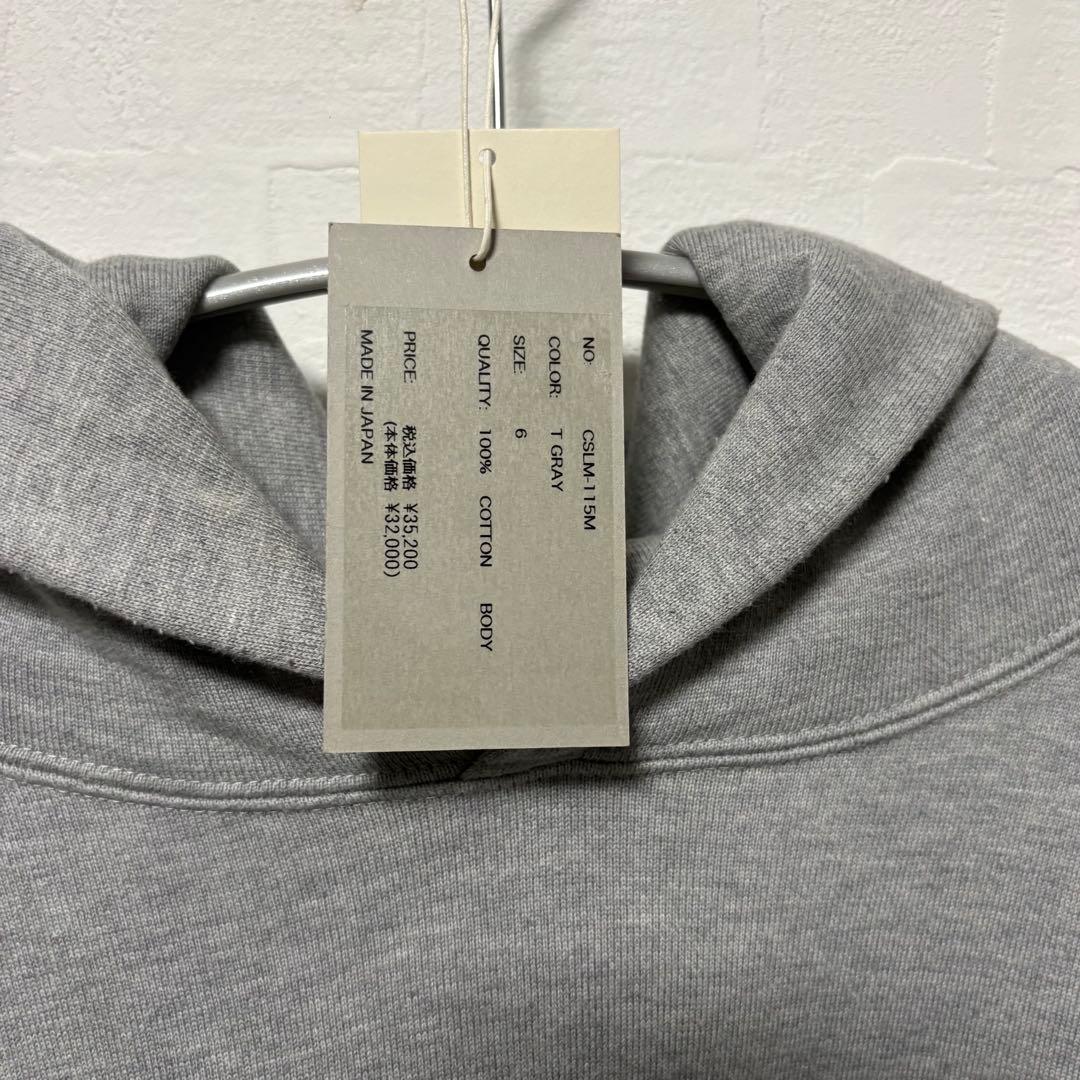 NO: CSLM-115M
COLOR: T GRAY
SIZE: 6
QUALITY: 100% COTTON BODY
PRICE: 税込価格 ¥35,200
(本体価格 ¥32,000)
MADE IN JAPAN